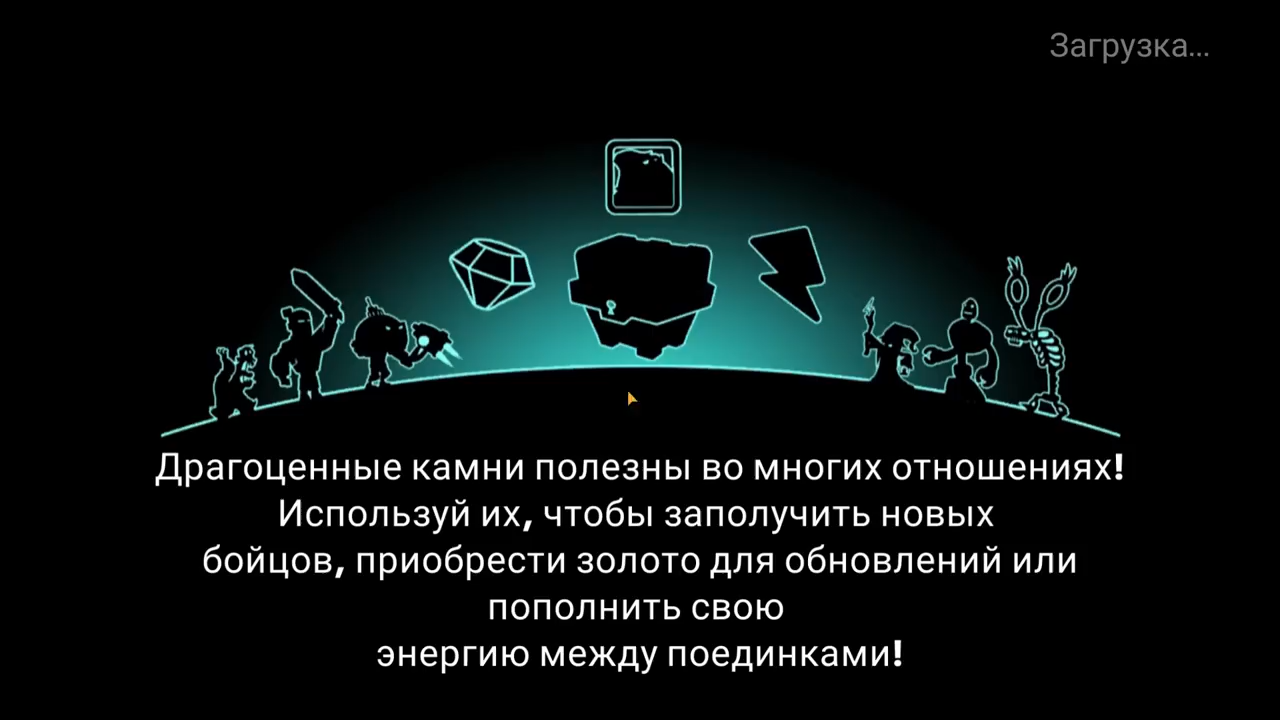 Загрузка...
Драгоценные камни полезны во многих отношениях!
Используй их, чтобы заполучить новых
бойцов, приобрести золото для обновлений или
пополнить свою
энергию между поединками!